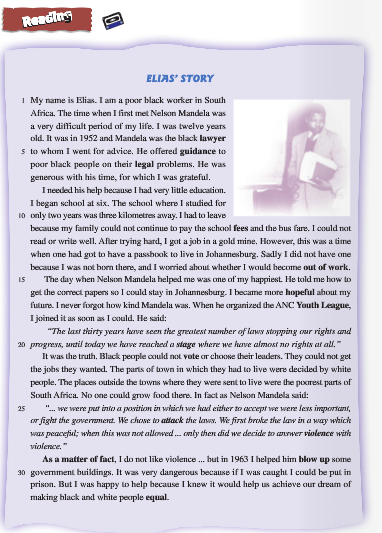 Reading
ELIAS' STORY
1 My name is Elias. I am a poor black worker in South
Africa. The time when I first met Nelson Mandela was
a very difficult period of my life. I was twelve years
old. It was in 1952 and Mandela was the black lawyer
5 to whom I went for advice. He offered guidance to
poor black people on their legal problems. He was
generous with his time, for which I was grateful.
I needed his help because I had very little education.
I began school at six. The school where I studied for
10 only two years was three kilometres away. I had to leave
because my family could not continue to pay the school fees and the bus fare. I could not
read or write well. After trying hard, I got a job in a gold mine. However, this was a time
when one had got to have a passbook to live in Johannesburg. Sadly I did not have one
because I was not born there, and I worried about whether I would become out of work.
15 The day when Nelson Mandela helped me was one of my happiest. He told me how to
get the correct papers so I could stay in Johannesburg. I became more hopeful about my
future. I never forgot how kind Mandela was. When he organized the ANC Youth League,
I joined it as soon as I could. He said:
"The last thirty years have seen the greatest number of laws stopping our rights and
20 progress, until today we have reached a stage where we have almost no rights at all."
It was the truth. Black people could not vote or choose their leaders. They could not get
the jobs they wanted. The parts of town in which they had to live were decided by white
people. The places outside the towns where they were sent to live were the poorest parts of
South Africa. No one could grow food there. In fact as Nelson Mandela said:
25 "... we were put into a position in which we had either to accept we were less important,
or fight the government. We chose to attack the laws. We first broke the law in a way which
was peaceful; when this was not allowed ... only then did we decide to answer violence with
violence."
As a matter of fact, I do not like violence ... but in 1963 I helped him blow up some
30 government buildings. It was very dangerous because if I was caught I could be put in
prison. But I was happy to help because I knew it would help us achieve our dream of
making black and white people equal.